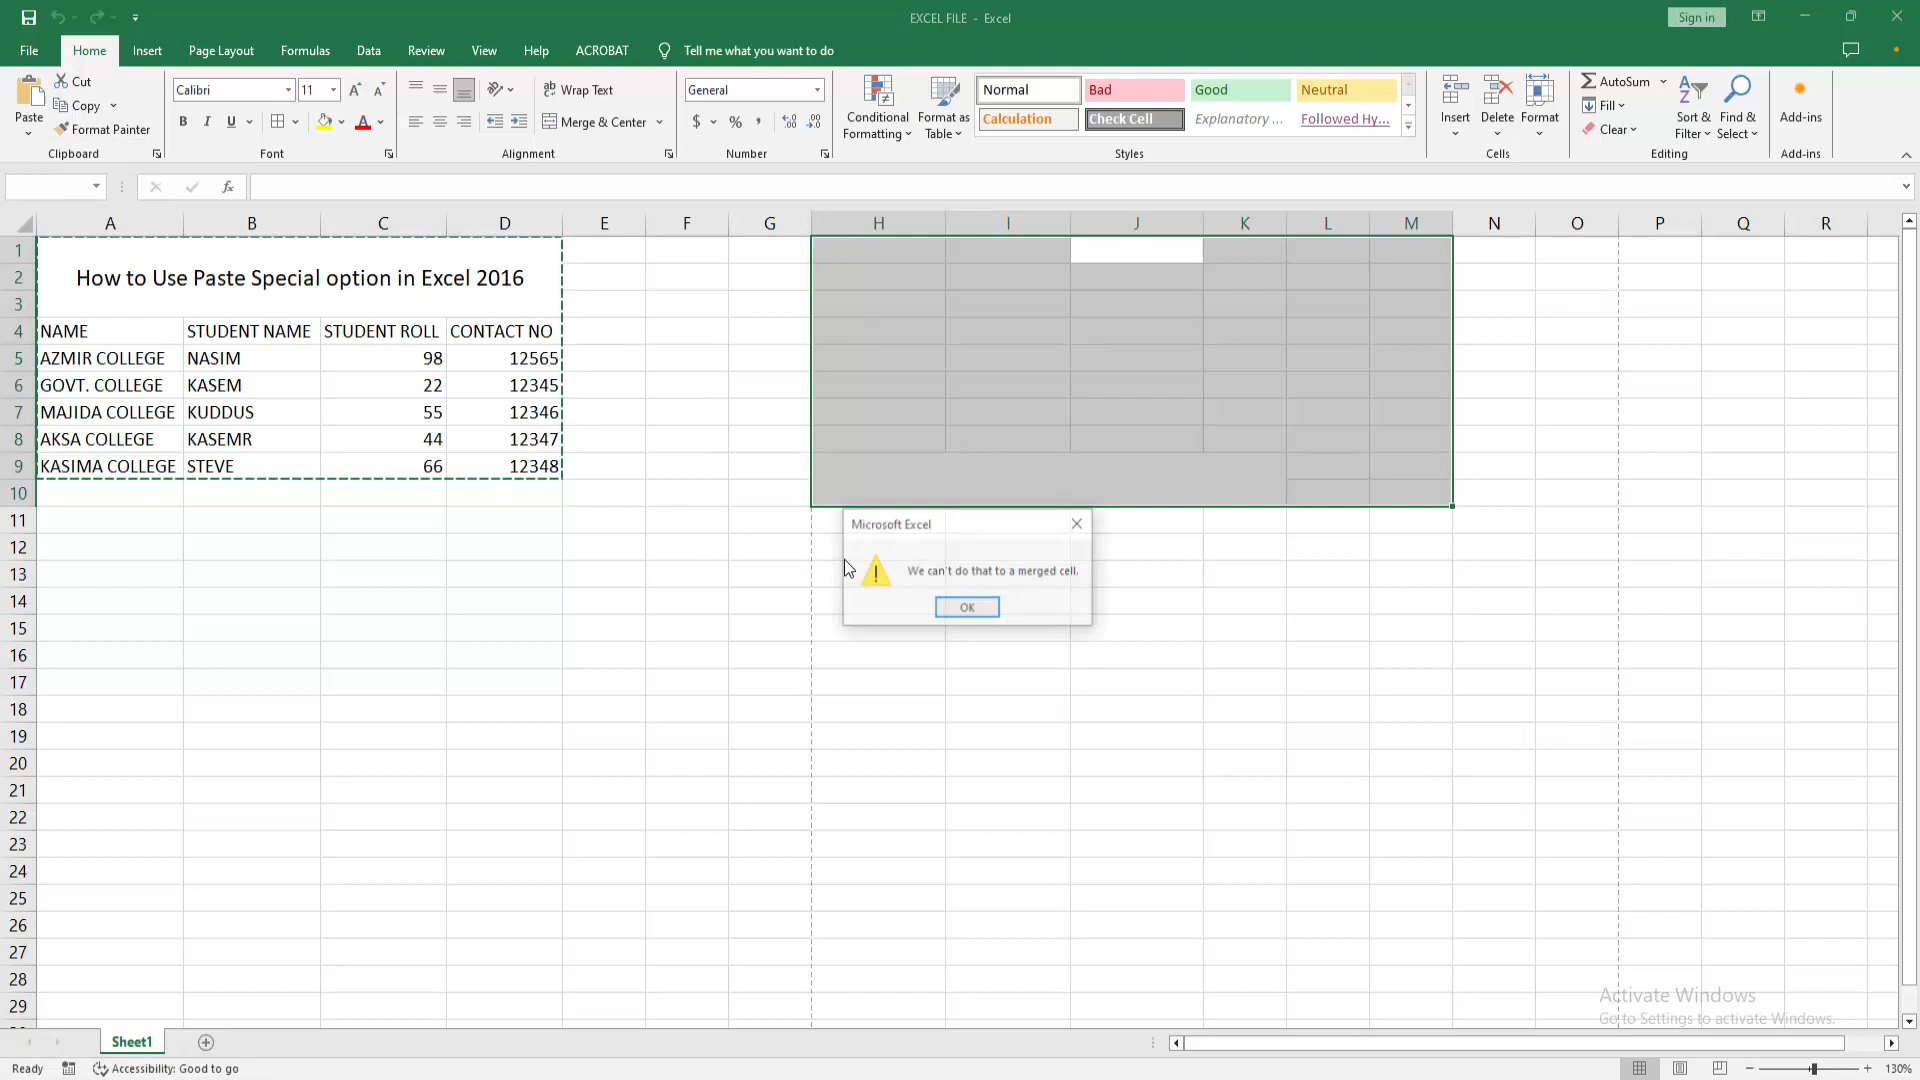 EXCEL FILE - Excel
Sign in
File Home Insert Page Layout Formulas Data Review View Help ACROBAT Tell me what you want to do
Paste
Cut
Copy
Format Painter
Clipboard
Calibri 11
B I U A
Font
Wrap Text
Merge & Center
Alignment
General
$ % ,
Number
Conditional Formatting
Format as Table
Normal Bad Good Neutral
Calculation Check Cell Explanatory ... Followed Hy...
Styles
Insert Delete Format
Cells
AutoSum
Fill
Clear
Sort & Filter
Find & Select
Editing
Add-ins
Add-ins
fx
A B C D E F G H I J K L M N O P Q R
1
2 How to Use Paste Special option in Excel 2016
3
4 NAME STUDENT NAME STUDENT ROLL CONTACT NO
5 AZMIR COLLEGE NASIM 98 12565
6 GOVT. COLLEGE KASEM 22 12345
7 MAJIDA COLLEGE KUDDUS 55 12346
8 AKSA COLLEGE KASEMR 44 12347
9 KASIMA COLLEGE STEVE 66 12348
10
11
12
13
14
15
16
17
18
19
20
21
22
23
24
25
26
27
28
29
Microsoft Excel
We can't do that to a merged cell.
OK
Activate Windows
Go to Settings to activate Windows.
Sheet1
Ready Accessibility: Good to go 130%